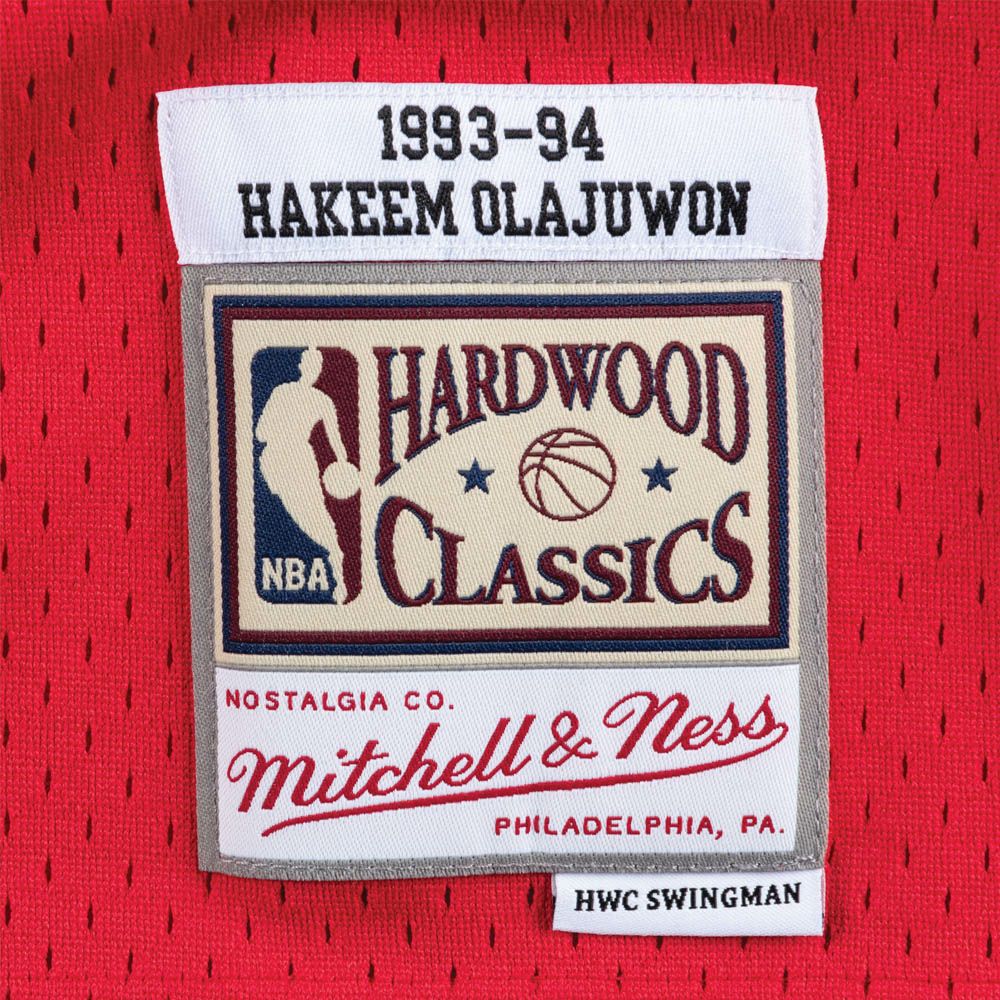 1993-94
HAKEEM OLAJUWON
HARDWOOD
CLASSICS
NBA
NOSTALGIA CO.
Mitchell & Ness
PHILADELPHIA, PA.
HWC SWINGMAN